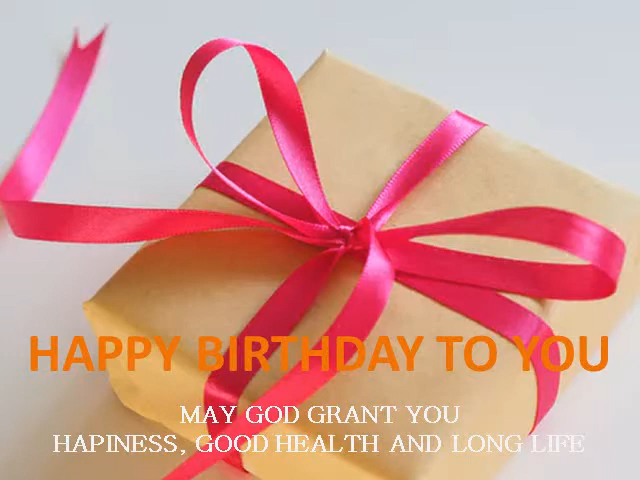 HAPPY BIRTHDAY TO YOU
MAY GOD GRANT YOU
HAPINESS, GOOD HEALTH AND LONG LIFE